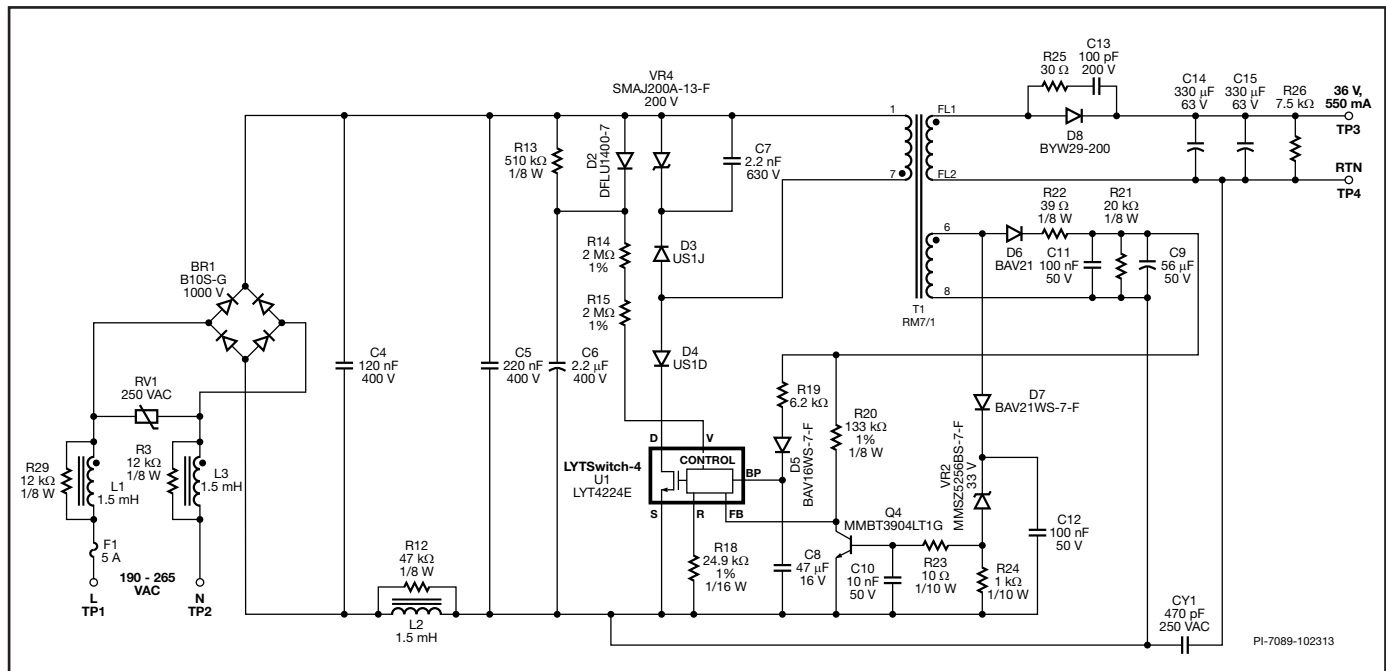 VR4
SMAJ200A-13-F
200 V
R25
30 Ω
C13
100 pF
200 V
C14
330 µF
63 V
C15
330 µF
63 V
R26
7.5 kΩ
36 V,
550 mA
TP3
1
FL1
D8
BYW29-200
R13
510 kΩ
1/8 W
D2
DFLU1400-7
C7
2.2 nF
630 V
7
FL2
RTN
TP4
R22
39 Ω
1/8 W
R21
20 kΩ
1/8 W
6
D6
BAV21
C11
100 nF
50 V
C9
56 µF
50 V
8
T1
RM7/1
R14
2 MΩ
1%
D3
US1J
BR1
B10S-G
1000 V
R15
2 MΩ
1%
C4
120 nF
400 V
C5
220 nF
400 V
C6
2.2 µF
400 V
D4
US1D
RV1
250 VAC
R19
6.2 kΩ
D7
BAV21WS-7-F
R20
133 kΩ
1%
1/8 W
D5
BAV16WS-7-F
VR2
MMSZ5256BS-7-F
33 V
R29
12 kΩ
1/8 W
L1
1.5 mH
R3
12 kΩ
1/8 W
L3
1.5 mH
D
V
LYTSwitch-4
U1
LYT4224E
CONTROL
BP
S
R
FB
Q4
MMBT3904LT1G
C12
100 nF
50 V
F1
5 A
R12
47 kΩ
1/8 W
R18
24.9 kΩ
1%
1/16 W
C8
47 µF
16 V
C10
10 nF
50 V
R23
10 Ω
1/10 W
R24
1 kΩ
1/10 W
L
TP1
190 - 265
VAC
N
TP2
L2
1.5 mH
CY1
470 pF
250 VAC
PI-7089-102313